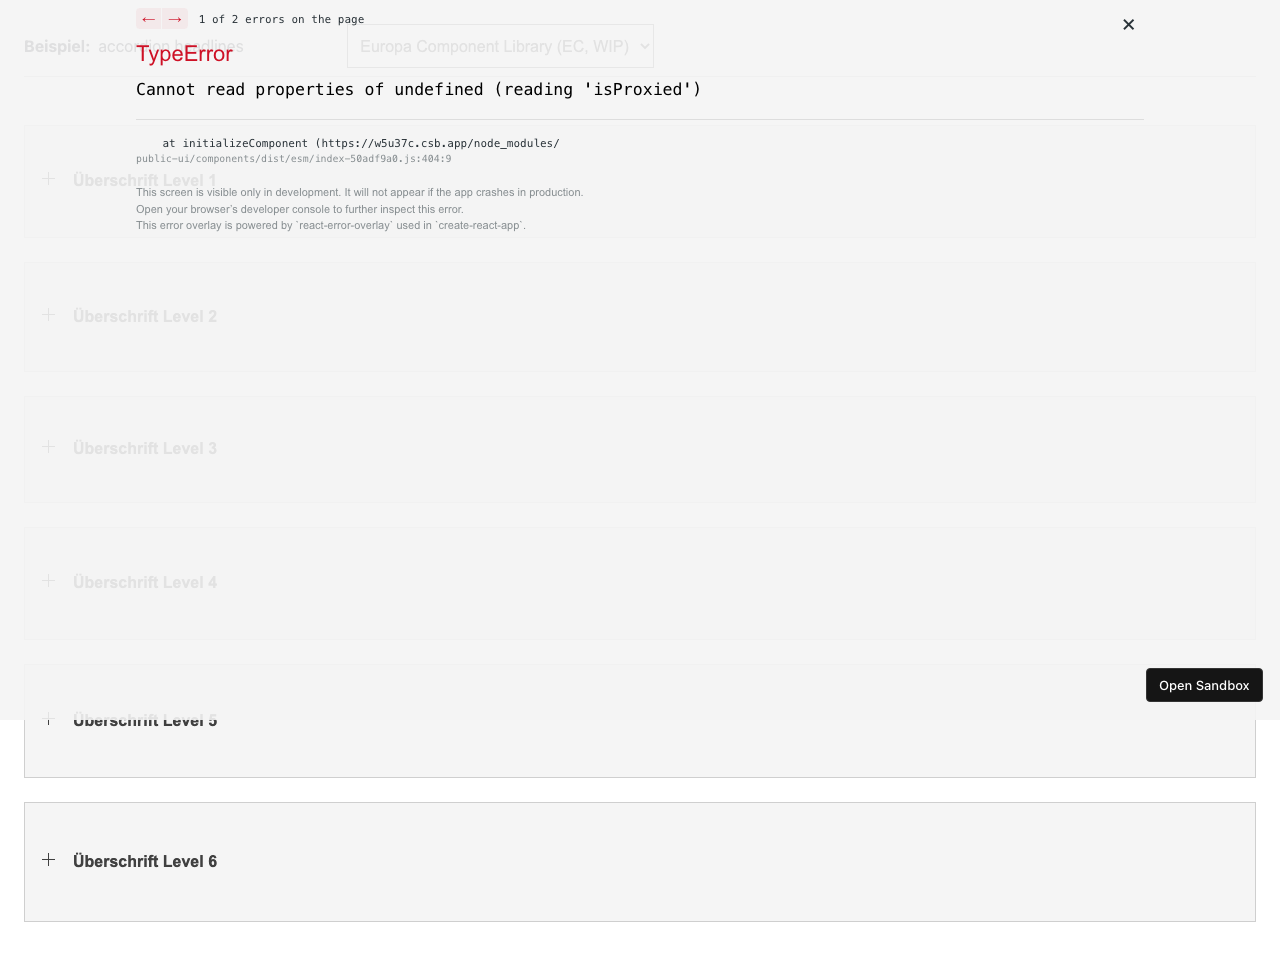 ← → 1 of 2 errors on the page
Beispiel: accordion headlines
Europa Component Library (EC, WIP)
TypeError
Cannot read properties of undefined (reading 'isProxied')
at initializeComponent (https://w5u37c.csb.app/node_modules/
public-ui/components/dist/esm/index-50adf9a0.js:404:9
Überschrift Level 1
This screen is visible only in development. It will not appear if the app crashes in production.
Open your browser’s developer console to further inspect this error.
This error overlay is powered by `react-error-overlay` used in `create-react-app`.
Überschrift Level 2
Überschrift Level 3
Überschrift Level 4
Open Sandbox
Überschrift Level 5
Überschrift Level 6